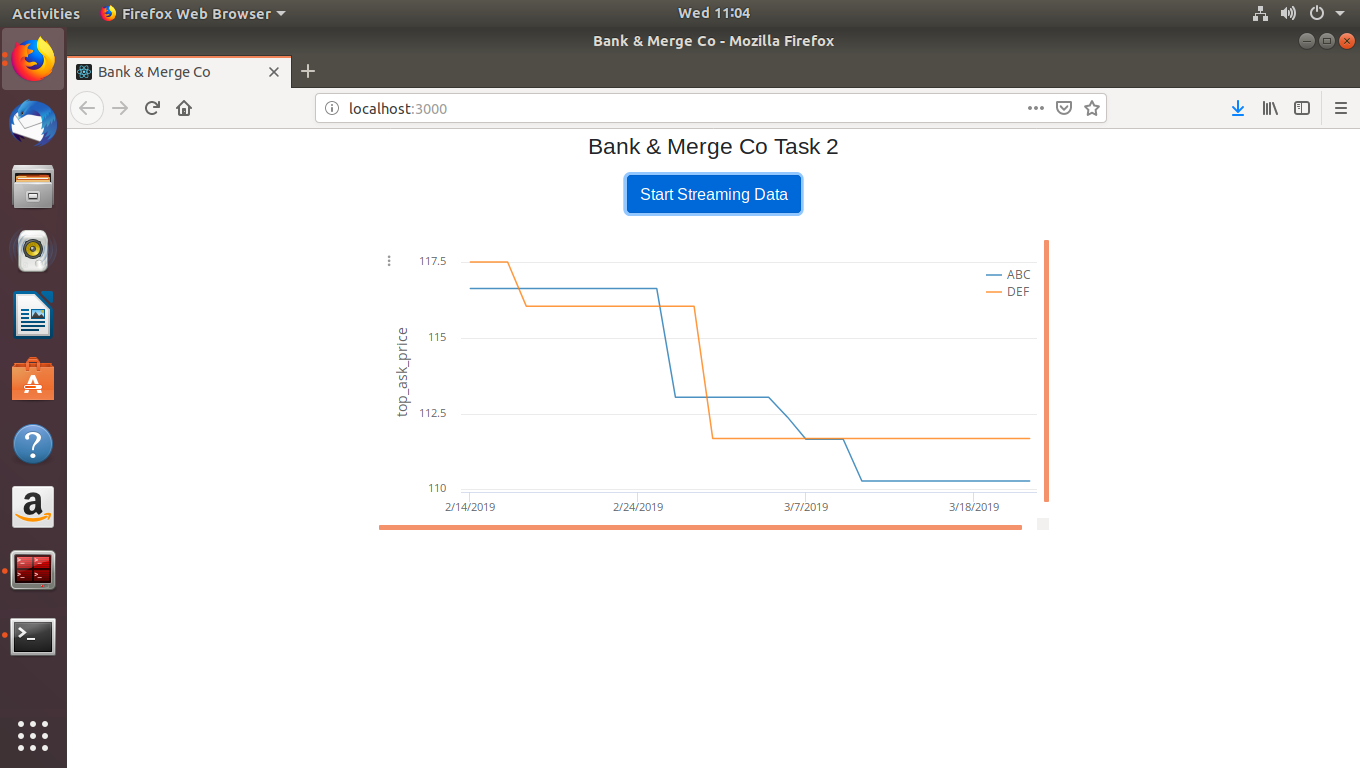 Activities
Firefox Web Browser
Wed 11:04
Bank & Merge Co - Mozilla Firefox
Bank & Merge Co
localhost:3000
Bank & Merge Co Task 2
Start Streaming Data
117.5
115
112.5
110
top_ask_price
ABC
DEF
2/14/2019
2/24/2019
3/7/2019
3/18/2019